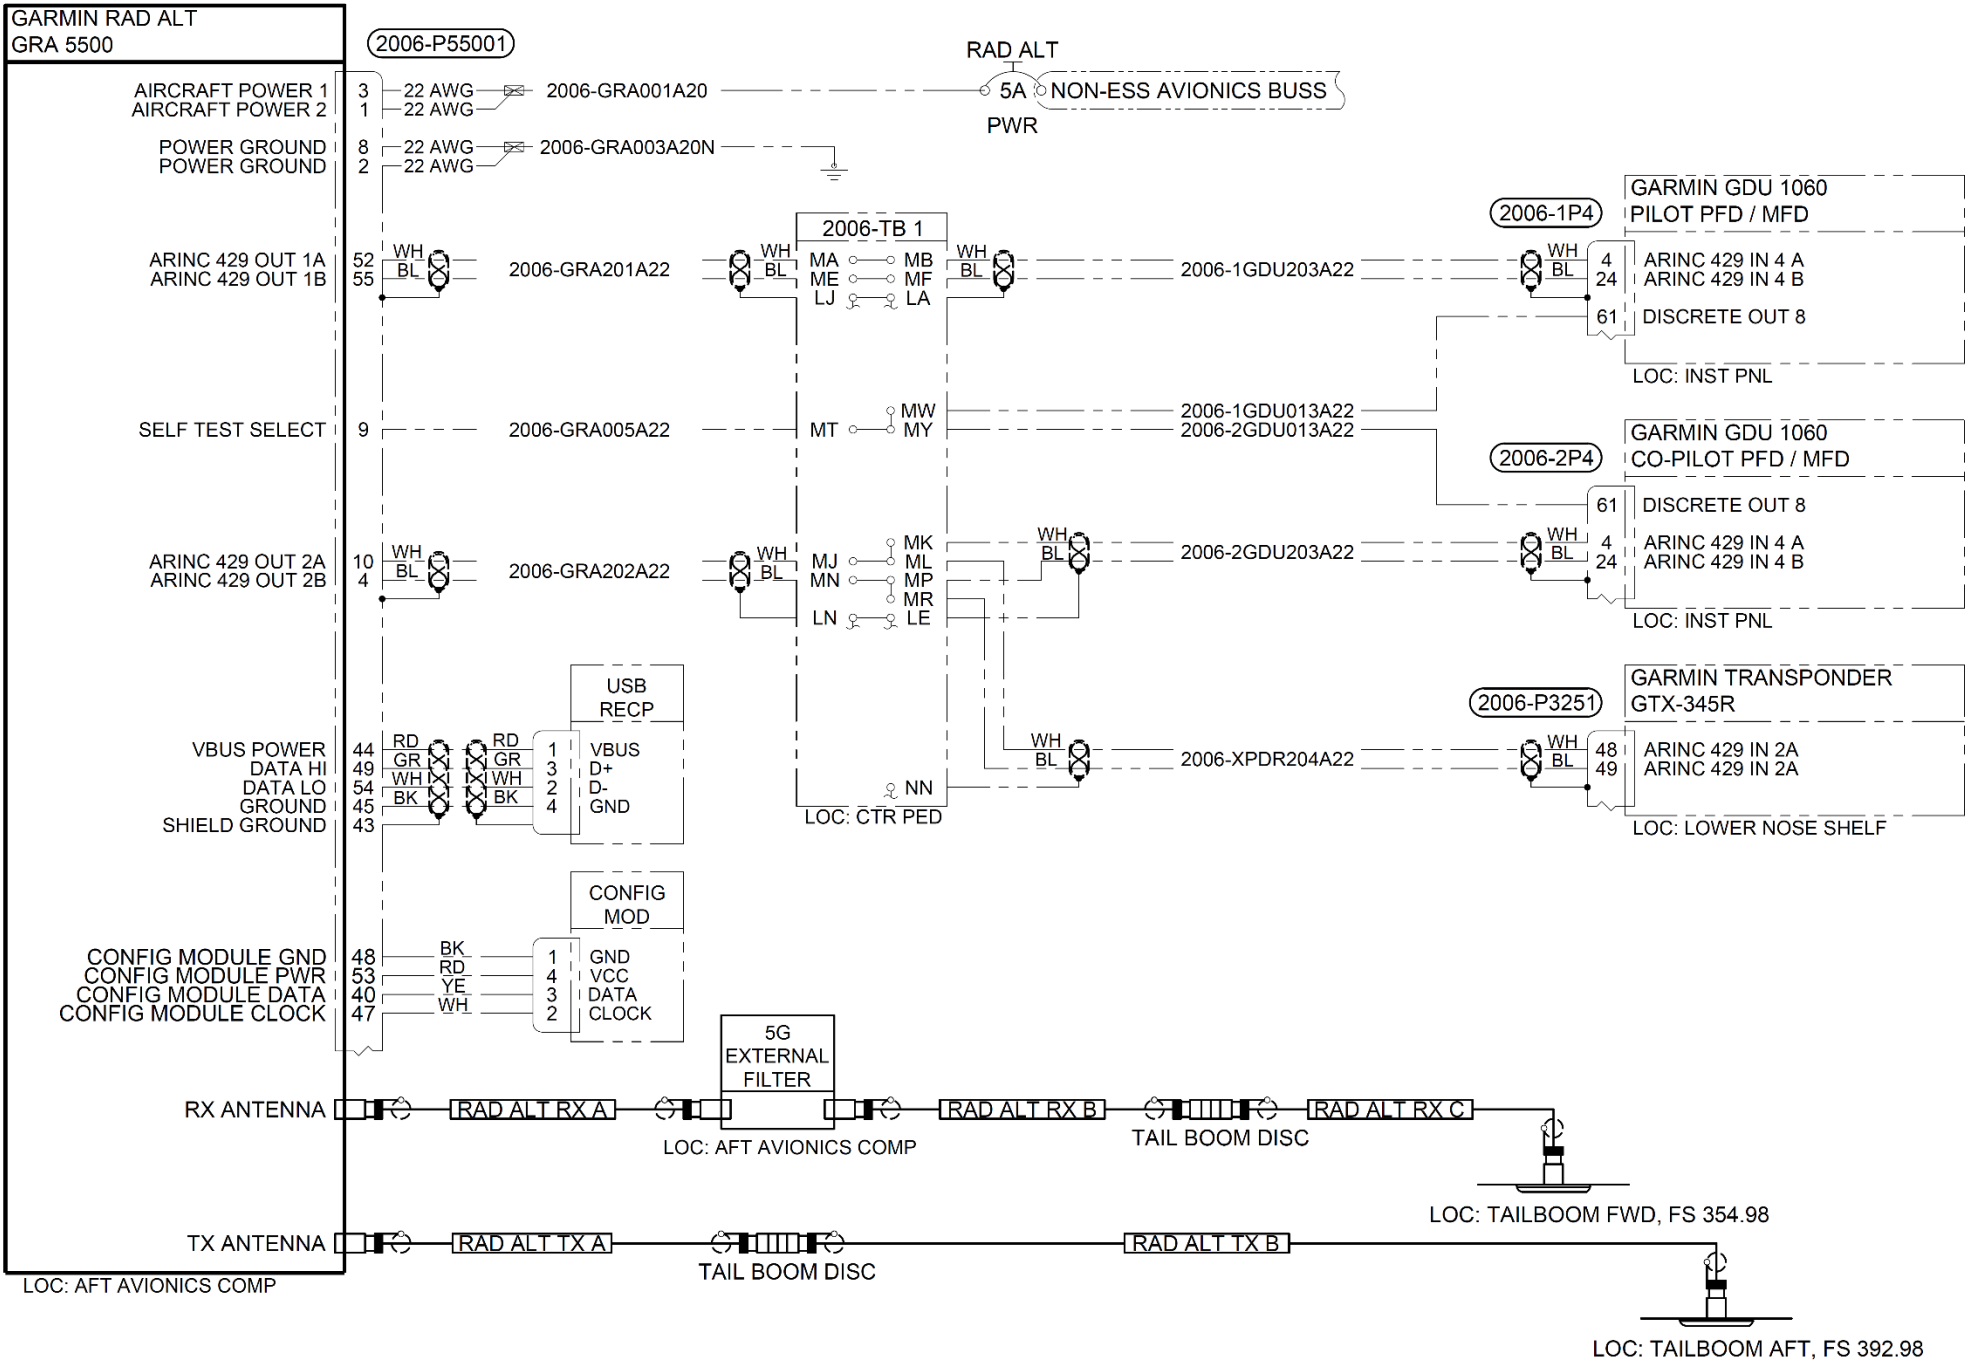 GARMIN RAD ALT
GRA 5500
2006-P55001
AIRCRAFT POWER 1 3 22 AWG 2006-GRA001A20
AIRCRAFT POWER 2 1 22 AWG
RAD ALT
5A NON-ESS AVIONICS BUSS
PWR
POWER GROUND 8 22 AWG 2006-GRA003A20N
POWER GROUND 2 22 AWG
2006-TB 1
ARINC 429 OUT 1A 52 WH
ARINC 429 OUT 1B 55 BL
2006-GRA201A22
WH MA MB WH
BL ME MF BL
LJ LA
2006-1GDU203A22
2006-1P4
GARMIN GDU 1060
PILOT PFD / MFD
WH 4 ARINC 429 IN 4 A
BL 24 ARINC 429 IN 4 B
61 DISCRETE OUT 8
LOC: INST PNL
SELF TEST SELECT 9 2006-GRA005A22
MW 2006-1GDU013A22
MT MY 2006-2GDU013A22
2006-2P4
GARMIN GDU 1060
CO-PILOT PFD / MFD
61 DISCRETE OUT 8
WH 4 ARINC 429 IN 4 A
BL 24 ARINC 429 IN 4 B
LOC: INST PNL
ARINC 429 OUT 2A 10 WH
ARINC 429 OUT 2B 4 BL
2006-GRA202A22
MK WH
WH MJ ML BL
BL MN MP
MR
LN LE
2006-2GDU203A22
NN
LOC: CTR PED
WH
BL
2006-XPDR204A22
2006-P3251
GARMIN TRANSPONDER
GTX-345R
WH 48 ARINC 429 IN 2A
BL 49 ARINC 429 IN 2A
LOC: LOWER NOSE SHELF
USB
RECP
VBUS POWER 44 RD RD 1 VBUS
DATA HI 49 GR GR 3 D+
DATA LO 54 WH WH 2 D-
GROUND 45 BK BK 4 GND
SHIELD GROUND 43
CONFIG
MOD
CONFIG MODULE GND 48 BK 1 GND
CONFIG MODULE PWR 53 RD 4 VCC
CONFIG MODULE DATA 40 YE 3 DATA
CONFIG MODULE CLOCK 47 WH 2 CLOCK
5G
EXTERNAL
FILTER
RX ANTENNA RAD ALT RX A RAD ALT RX B RAD ALT RX C
LOC: AFT AVIONICS COMP
TAIL BOOM DISC
LOC: TAILBOOM FWD, FS 354.98
TX ANTENNA RAD ALT TX A RAD ALT TX B
TAIL BOOM DISC
LOC: AFT AVIONICS COMP
LOC: TAILBOOM AFT, FS 392.98